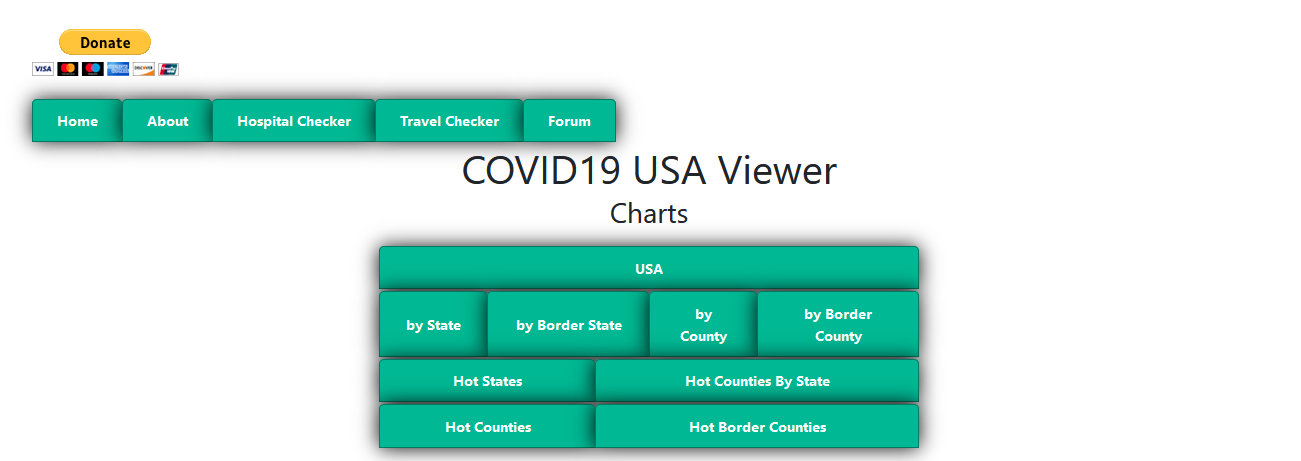 Donate
VISA DISCOVER
Home About Hospital Checker Travel Checker Forum
COVID19 USA Viewer
Charts
USA
by State by Border State by County by Border County
Hot States Hot Counties By State
Hot Counties Hot Border Counties